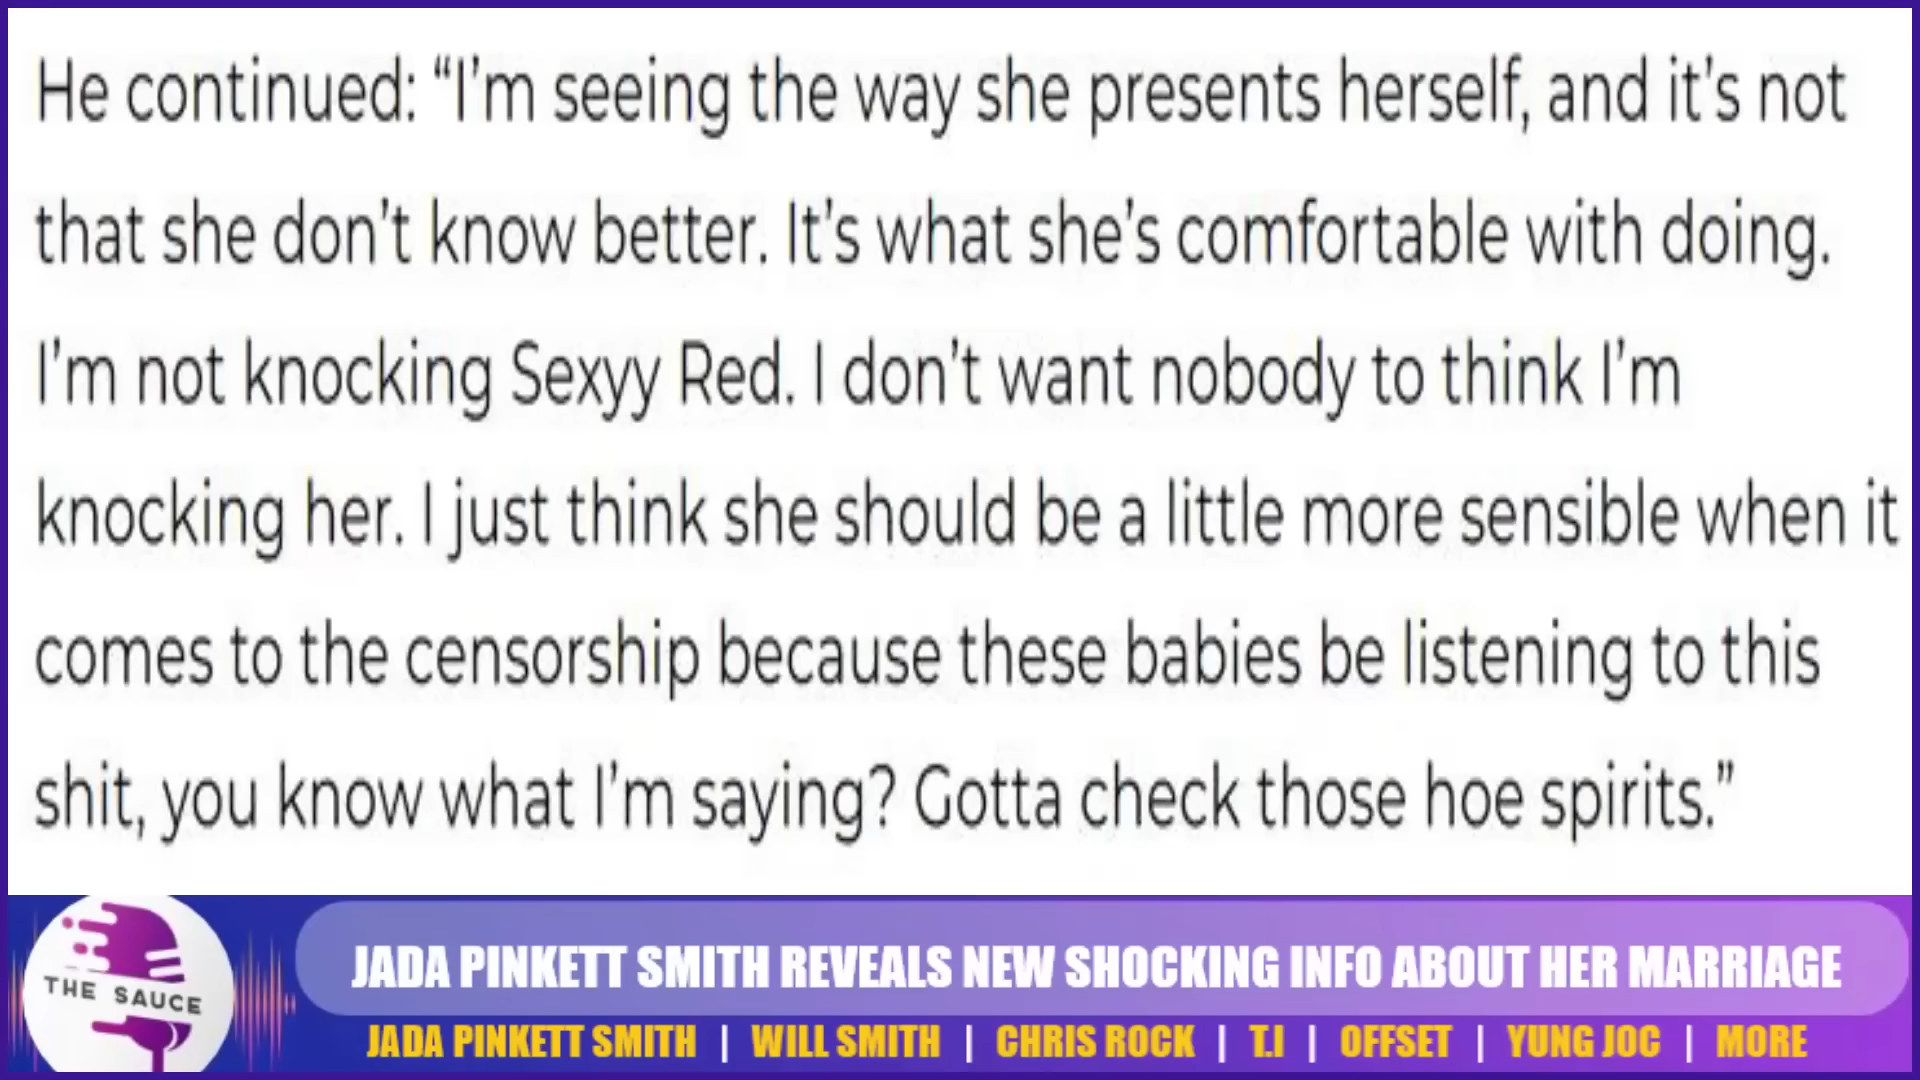 He continued: “I’m seeing the way she presents herself, and it’s not
that she don’t know better. It’s what she’s comfortable with doing.
I’m not knocking Sexyy Red. I don’t want nobody to think I’m
knocking her. I just think she should be a little more sensible when it
comes to the censorship because these babies be listening to this
shit, you know what I’m saying? Gotta check those hoe spirits.”
THE SAUCE
JADA PINKETT SMITH REVEALS NEW SHOCKING INFO ABOUT HER MARRIAGE
JADA PINKETT SMITH | WILL SMITH | CHRIS ROCK | T.I | OFFSET | YUNG JOC | MORE